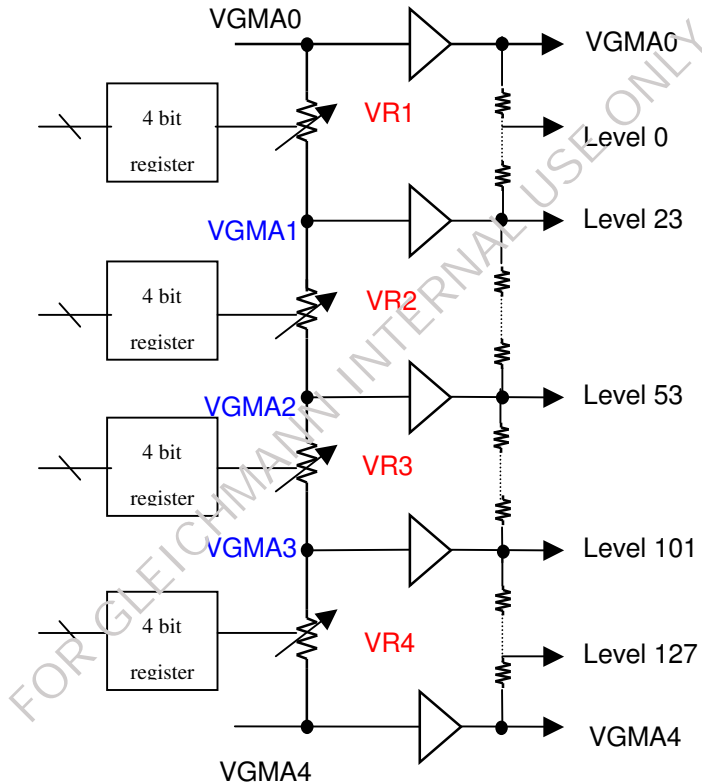 VGMA0
VGMA0
4 bit
register
VR1
Level 0
VGMA1
Level 23
4 bit
register
VR2
VGMA2
Level 53
4 bit
register
VR3
VGMA3
Level 101
4 bit
register
VR4
Level 127
VGMA4
VGMA4
FOR GLEICHMANN INTERNAL USE ONLY